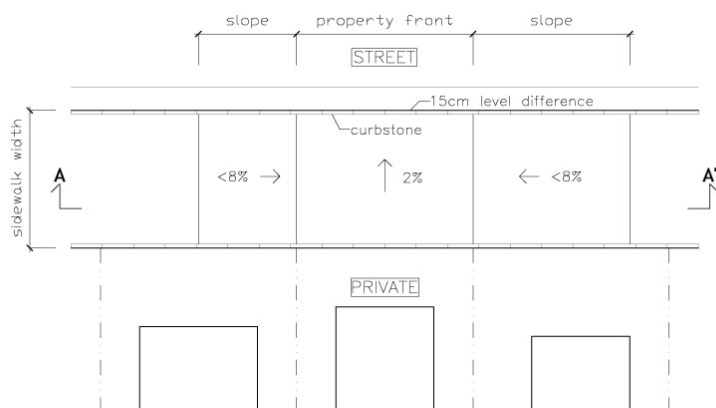 slope property front slope
STREET
15cm level difference
curbstone
sidewalk width
A <8% 2% <8% A'
PRIVATE